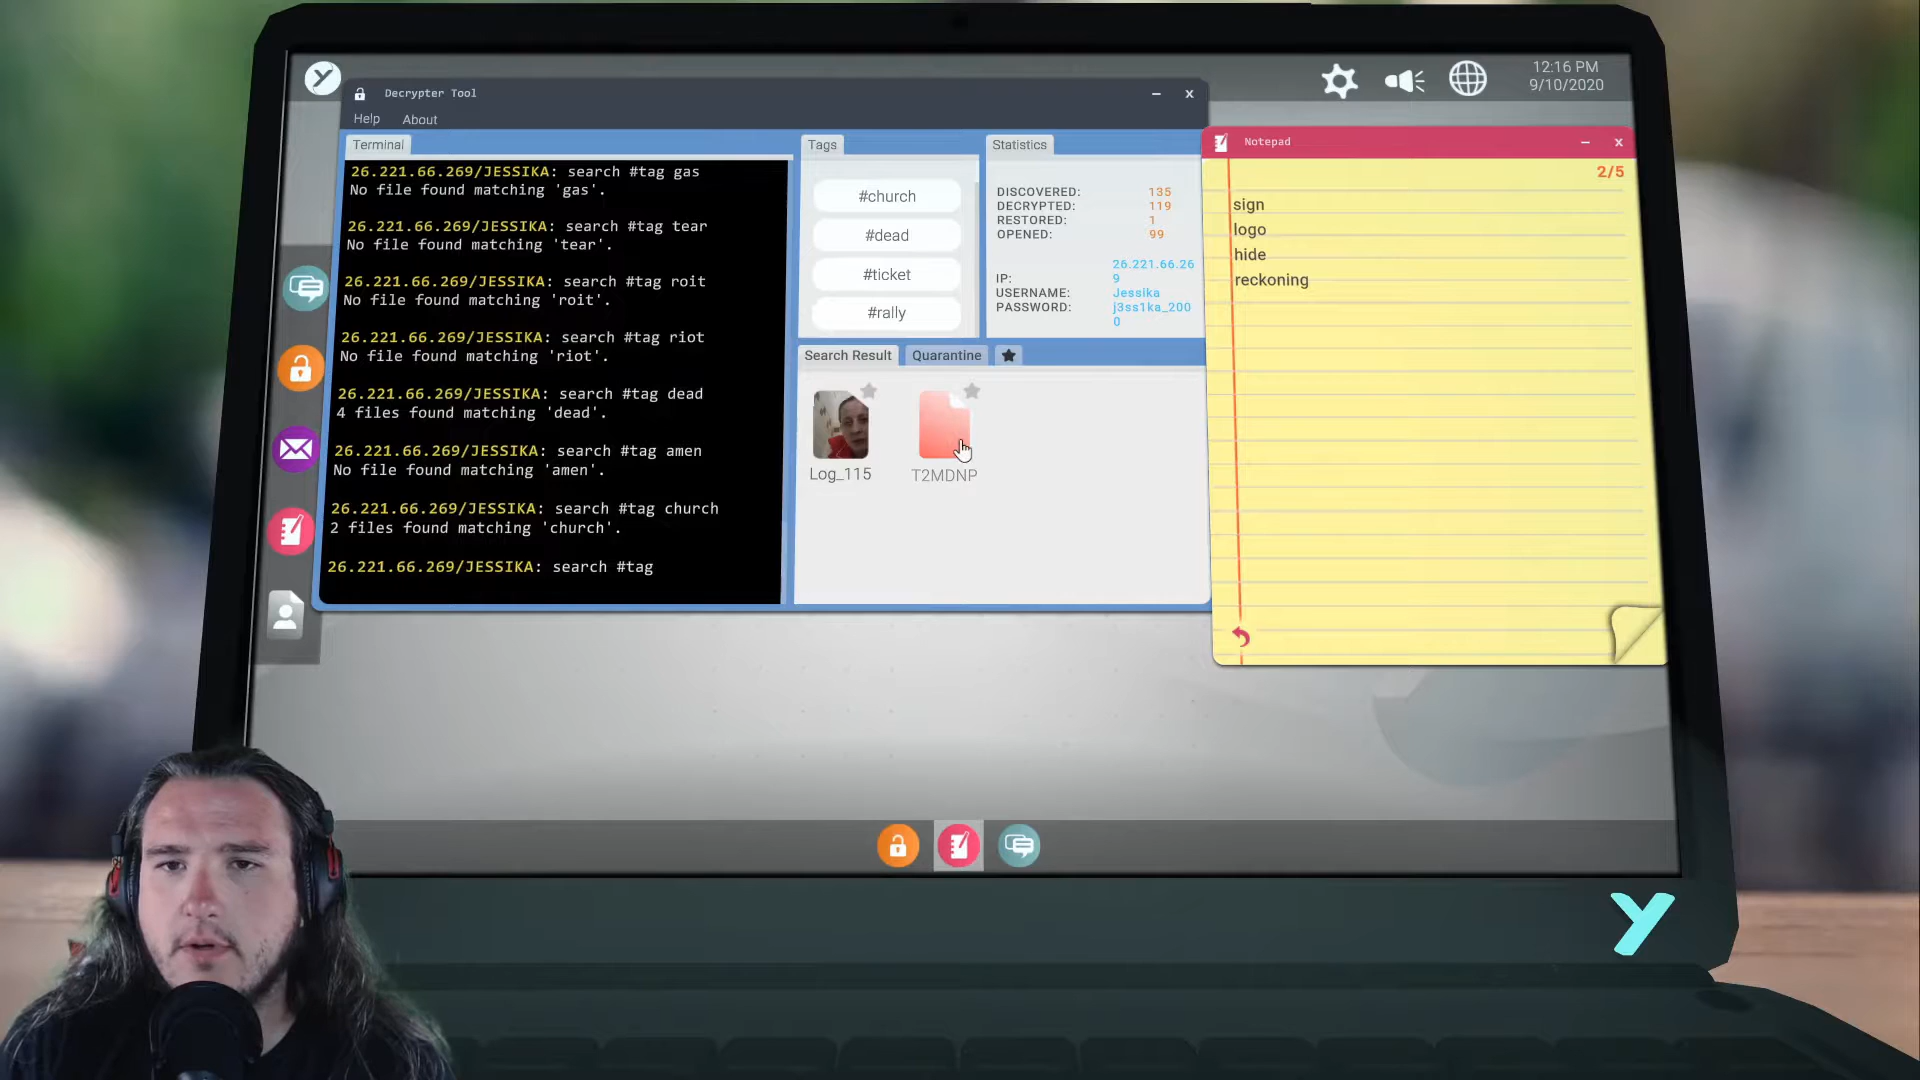 12:16 PM
9/10/2020
Decrypter Tool
Help About
Terminal
26.221.66.269/JESSIKA: search #tag gas
No file found matching 'gas'.
26.221.66.269/JESSIKA: search #tag tear
No file found matching 'tear'.
26.221.66.269/JESSIKA: search #tag roit
No file found matching 'roit'.
26.221.66.269/JESSIKA: search #tag riot
No file found matching 'riot'.
26.221.66.269/JESSIKA: search #tag dead
4 files found matching 'dead'.
26.221.66.269/JESSIKA: search #tag amen
No file found matching 'amen'.
26.221.66.269/JESSIKA: search #tag church
2 files found matching 'church'.
26.221.66.269/JESSIKA: search #tag
Tags
#church
#dead
#ticket
#rally
Statistics
DISCOVERED: 135
DECRYPTED: 119
RESTORED: 1
OPENED: 99
IP: 26.221.66.26
9
USERNAME: Jessika
PASSWORD: j3ss1ka_200
0
Search Result Quarantine
Log_115 T2MDNP
Notepad
2/5
sign
logo
hide
reckoning
Y